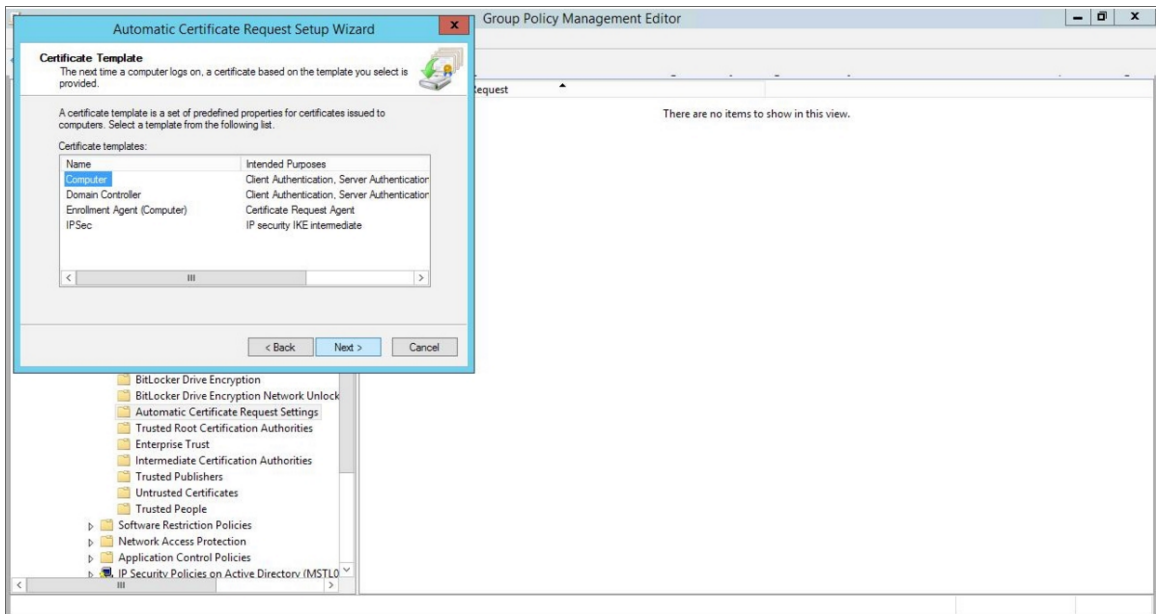 Group Policy Management Editor
Automatic Certificate Request Setup Wizard
Certificate Template
The next time a computer logs on, a certificate based on the template you select is
provided.
A certificate template is a set of predefined properties for certificates issued to
computers. Select a template from the following list.
Certificate templates:
Name Intended Purposes
Computer Client Authentication, Server Authentication
Domain Controller Client Authentication, Server Authentication
Enrollment Agent (Computer) Certificate Request Agent
IPSec IP security IKE intermediate
< Back Next > Cancel
Request
There are no items to show in this view.
BitLocker Drive Encryption
BitLocker Drive Encryption Network Unlock
Automatic Certificate Request Settings
Trusted Root Certification Authorities
Enterprise Trust
Intermediate Certification Authorities
Trusted Publishers
Untrusted Certificates
Trusted People
Software Restriction Policies
Network Access Protection
Application Control Policies
IP Security Policies on Active Directory (MSTL0